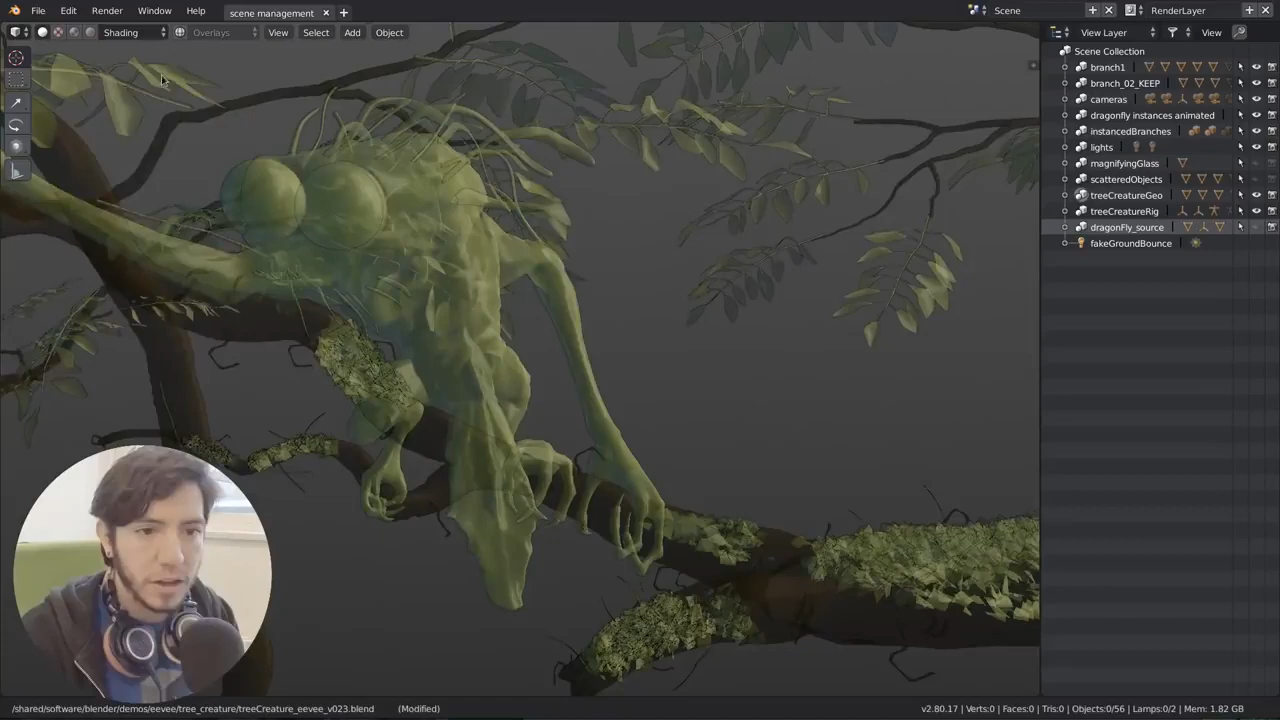 File Edit Render Window Help scene management Scene RenderLayer
Shading Overlays View Select Add Object View Layer View
Scene Collection
branch1
branch_02_KEEP
cameras
dragonfly instances animated
instancedBranches
lights
magnifyingGlass
scatteredObjects
treeCreatureGeo
treeCreatureRig
dragonFly_source
fakeGroundBounce
/shared/software/blender/demos/eevee/tree_creature/treeCreature_eevee_v023.blend (Modified) v2.80.17 | Verts:0 | Faces:0 | Tris:0 | Objects:0/56 | Lamps:0/2 | Mem: 1.82 GB